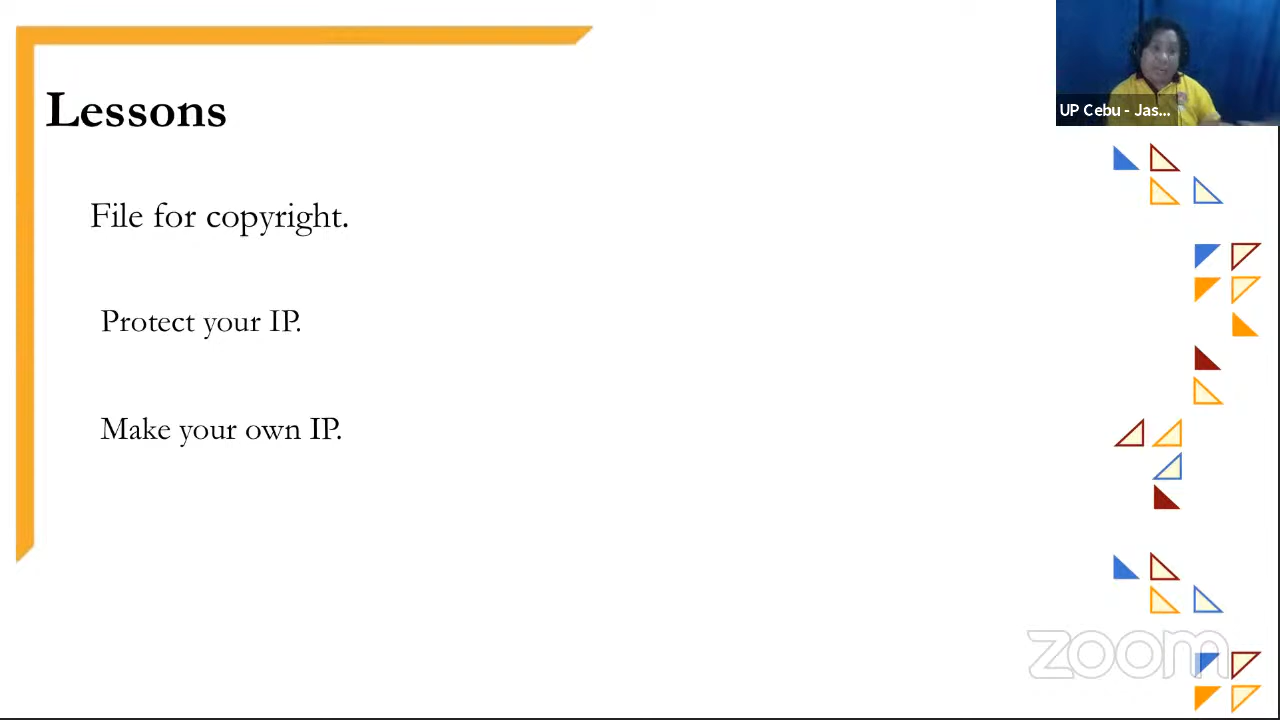 UP Cebu - Jas...
Lessons
File for copyright.
Protect your IP.
Make your own IP.
zoom